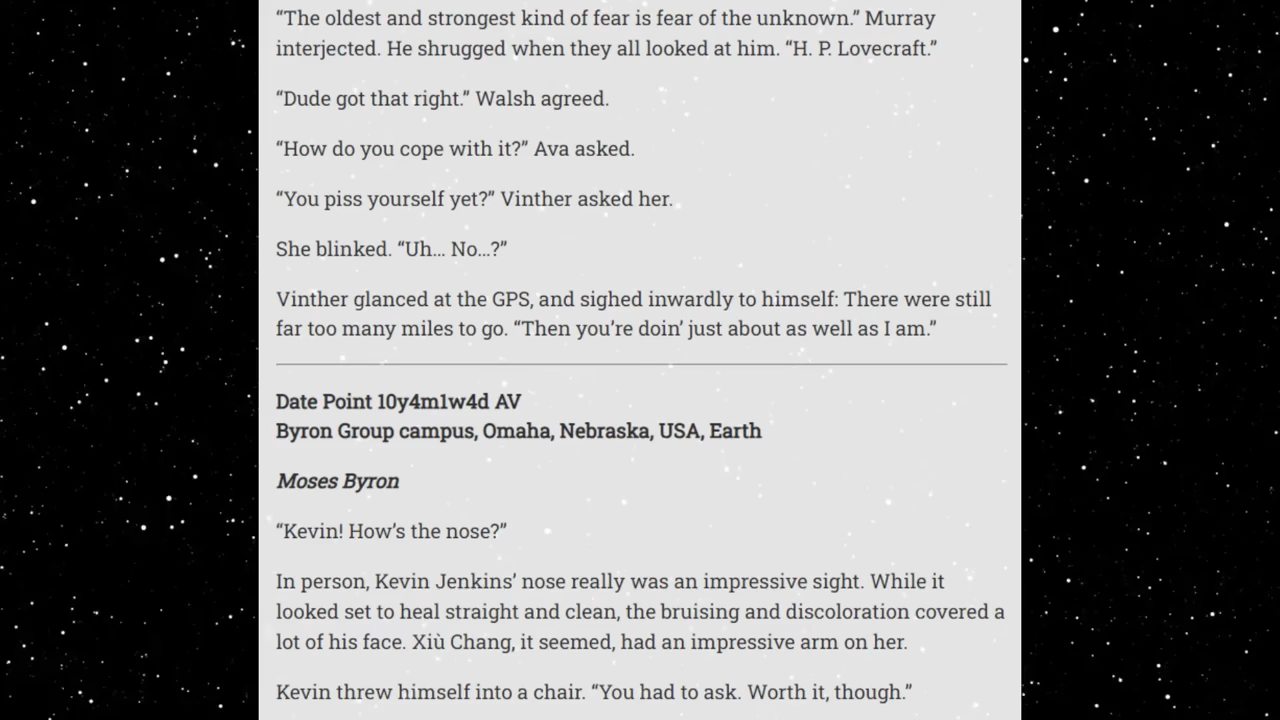 “The oldest and strongest kind of fear is fear of the unknown.” Murray
interjected. He shrugged when they all looked at him. “H. P. Lovecraft.”
“Dude got that right.” Walsh agreed.
“How do you cope with it?” Ava asked.
“You piss yourself yet?” Vinther asked her.
She blinked. “Uh… No…?”
Vinther glanced at the GPS, and sighed inwardly to himself: There were still
far too many miles to go. “Then you’re doin’ just about as well as I am.”
Date Point 10y4m1w4d AV
Byron Group campus, Omaha, Nebraska, USA, Earth
Moses Byron
“Kevin! How’s the nose?”
In person, Kevin Jenkins’ nose really was an impressive sight. While it
looked set to heal straight and clean, the bruising and discoloration covered a
lot of his face. Xiù Chang, it seemed, had an impressive arm on her.
Kevin threw himself into a chair. “You had to ask. Worth it, though.”